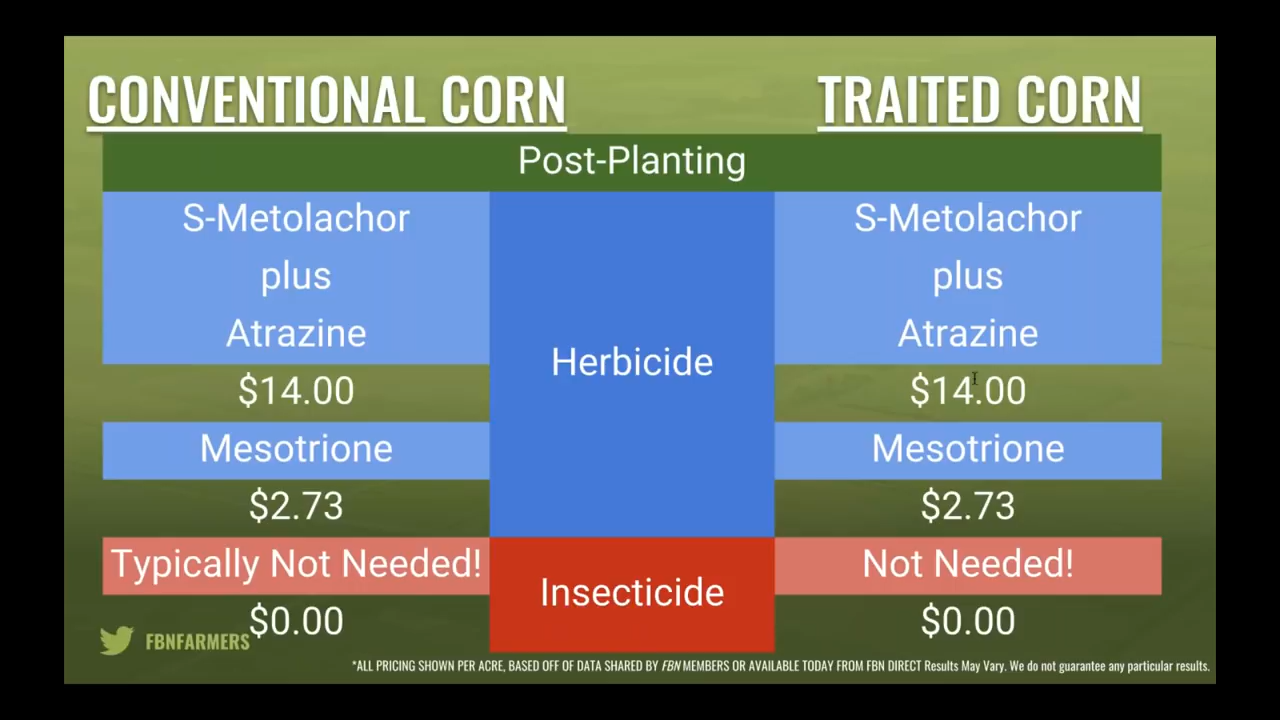 CONVENTIONAL CORN
TRAITED CORN
Post-Planting
S-Metolachor
plus
Atrazine
$14.00
Mesotrione
$2.73
Typically Not Needed!
$0.00
Herbicide
Insecticide
S-Metolachor
plus
Atrazine
$14.00
Mesotrione
$2.73
Not Needed!
$0.00
FBNFARMERS
*ALL PRICING SHOWN PER ACRE, BASED OFF OF DATA SHARED BY FBN MEMBERS OR AVAILABLE TODAY FROM FBN DIRECT Results May Vary. We do not guarantee any particular results.